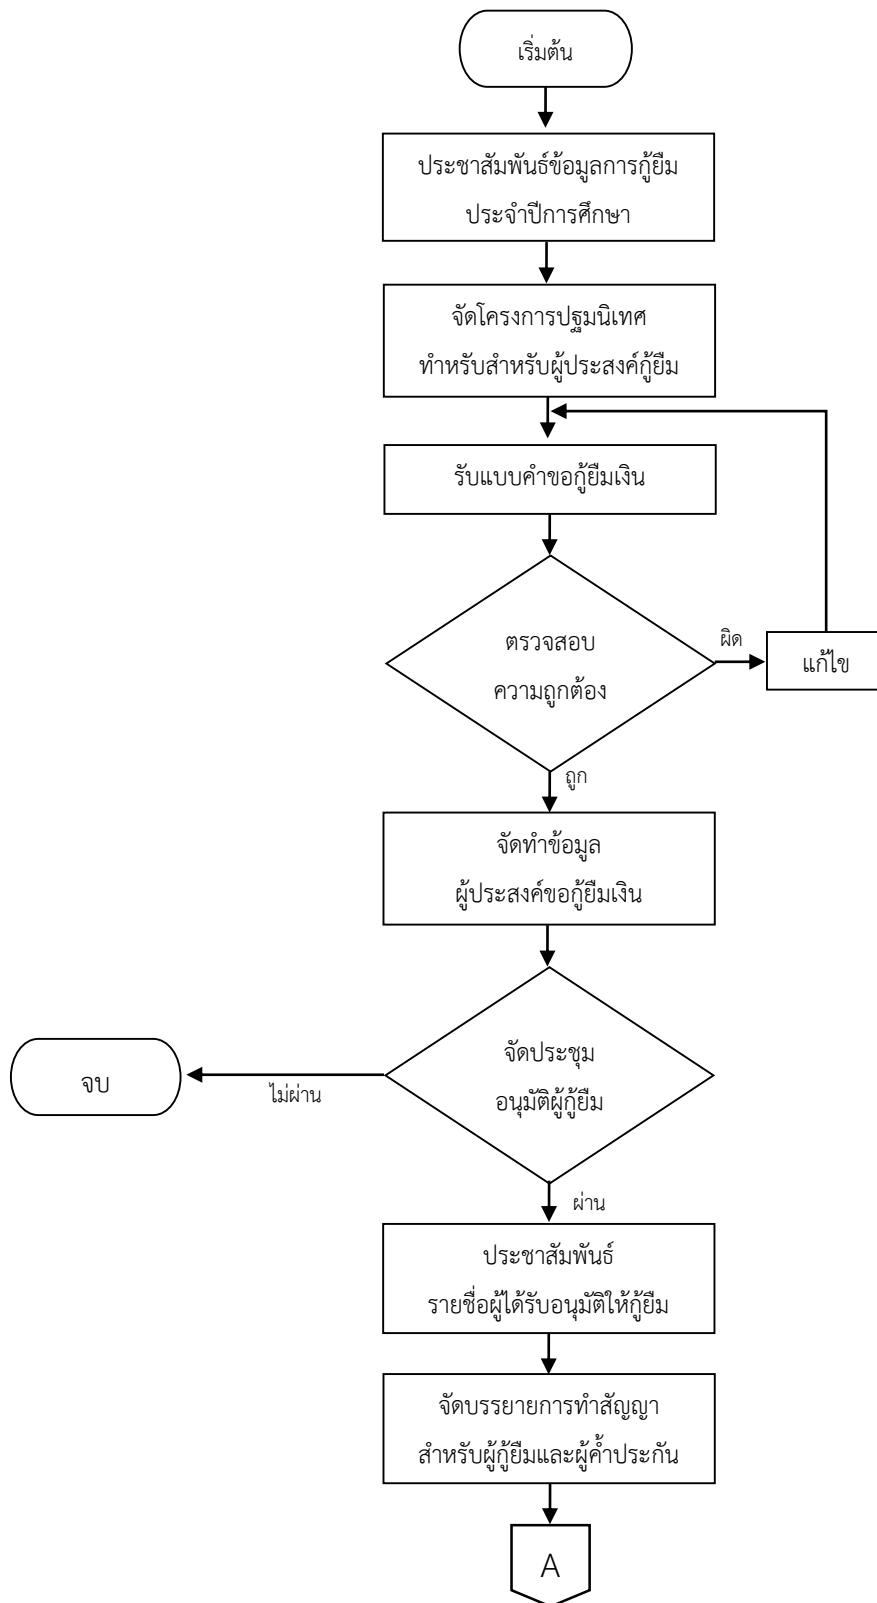 เริ่มต้น
ประชาสัมพันธ์ข้อมูลการกู้ยืม
ประจำปีการศึกษา
จัดโครงการปฐมนิเทศ
ทำหรับสำหรับผู้ประสงค์กู้ยืม
รับแบบคำขอกู้ยืมเงิน
ตรวจสอบ
ความถูกต้อง
ผิด
แก้ไข
ถูก
จัดทำข้อมูล
ผู้ประสงค์ขอกู้ยืมเงิน
จัดประชุม
อนุมัติผู้กู้ยืม
ไม่ผ่าน
จบ
ผ่าน
ประชาสัมพันธ์
รายชื่อผู้ได้รับอนุมัติให้กู้ยืม
จัดบรรยายการทำสัญญา
สำหรับผู้กู้ยืมและผู้ค้ำประกัน
A